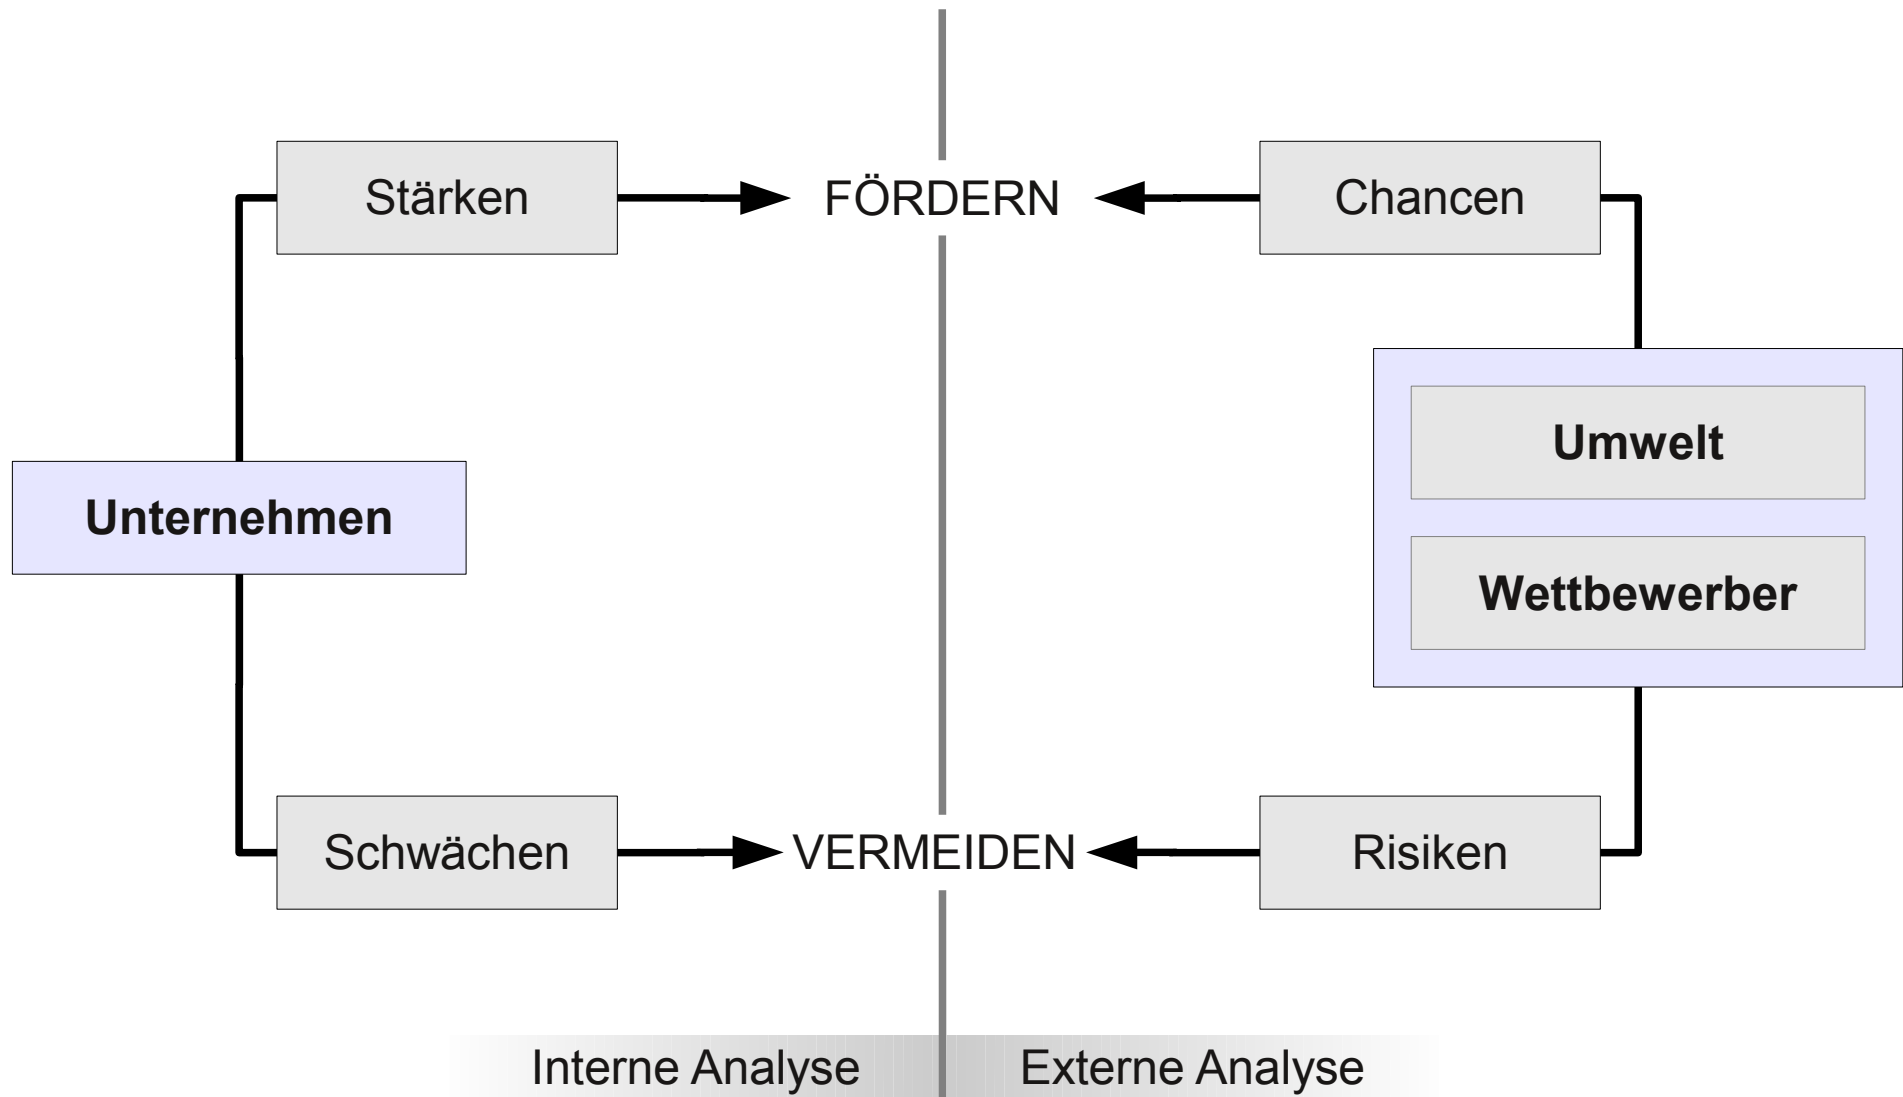 Stärken
FÖRDERN
Chancen
Umwelt
Unternehmen
Wettbewerber
Schwächen
VERMEIDEN
Risiken
Interne Analyse
Externe Analyse